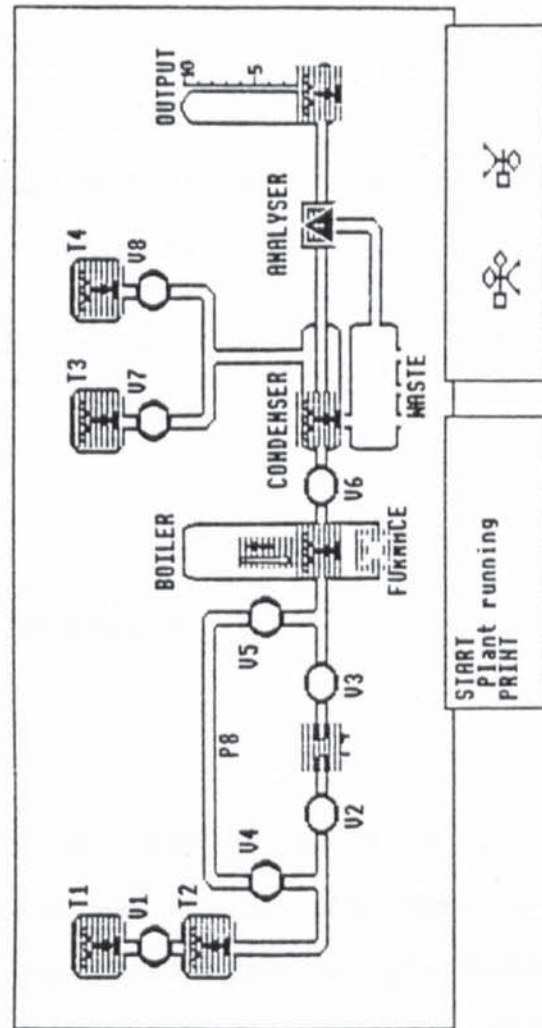 T1
V1
T2
V4
P8
V2
V3
V5
BOILER
V6
CONDENSER
T3
V7
T4
V8
ANALYSER
WASTE
OUTPUT
10
5
START
Plant running
PRINT